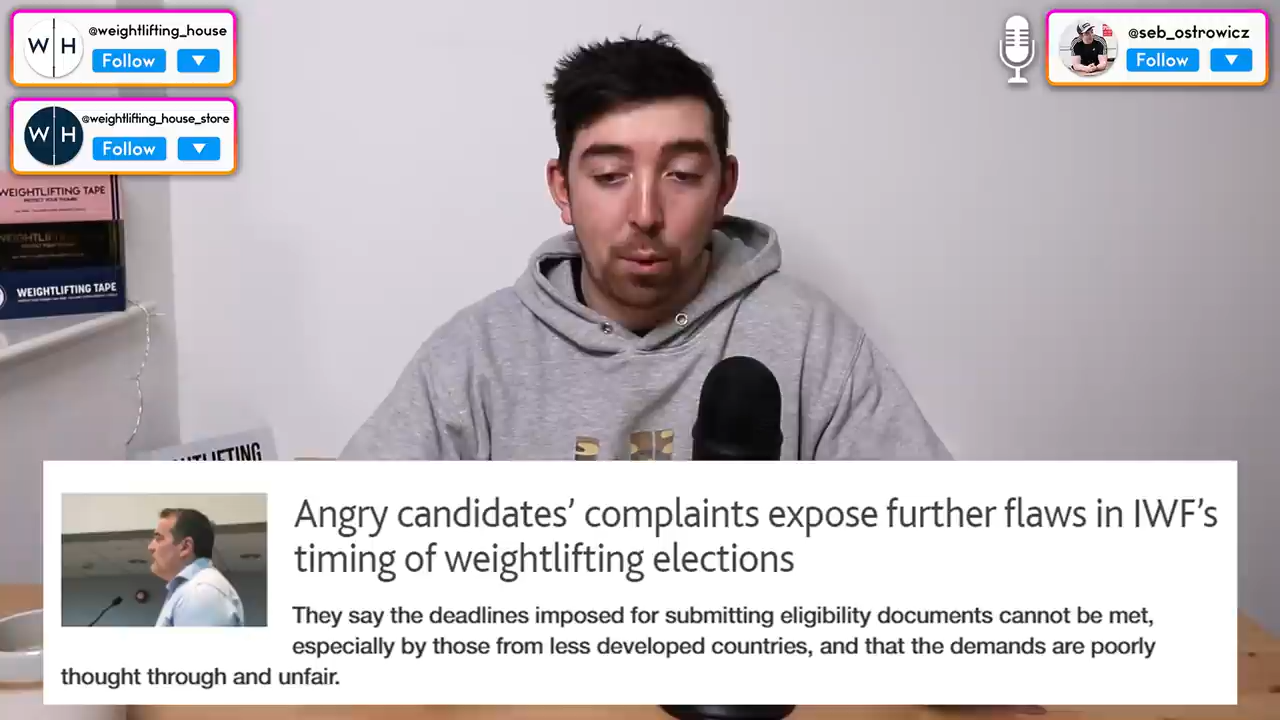 W H
@weightlifting_house
Follow
W H
@weightlifting_house_store
Follow
@seb_ostrowicz
Follow
WEIGHTLIFTING TAPE
WEIGHTLIFTING TAPE
Angry candidates’ complaints expose further flaws in IWF’s
timing of weightlifting elections
They say the deadlines imposed for submitting eligibility documents cannot be met,
especially by those from less developed countries, and that the demands are poorly
thought through and unfair.